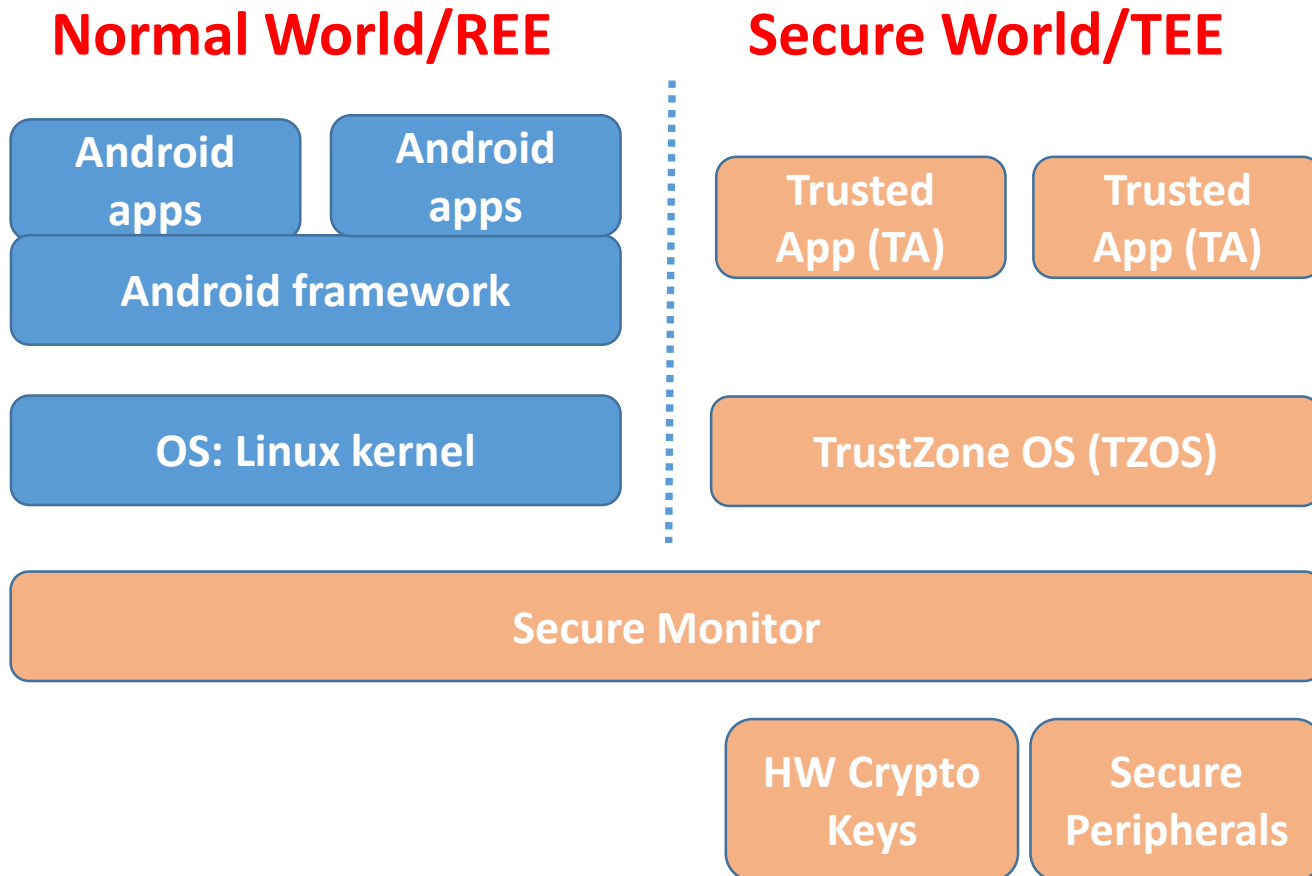 Normal World/REE
Secure World/TEE
Android
apps
Android
apps
Android framework
OS: Linux kernel
Trusted
App (TA)
Trusted
App (TA)
TrustZone OS (TZOS)
Secure Monitor
HW Crypto
Keys
Secure
Peripherals